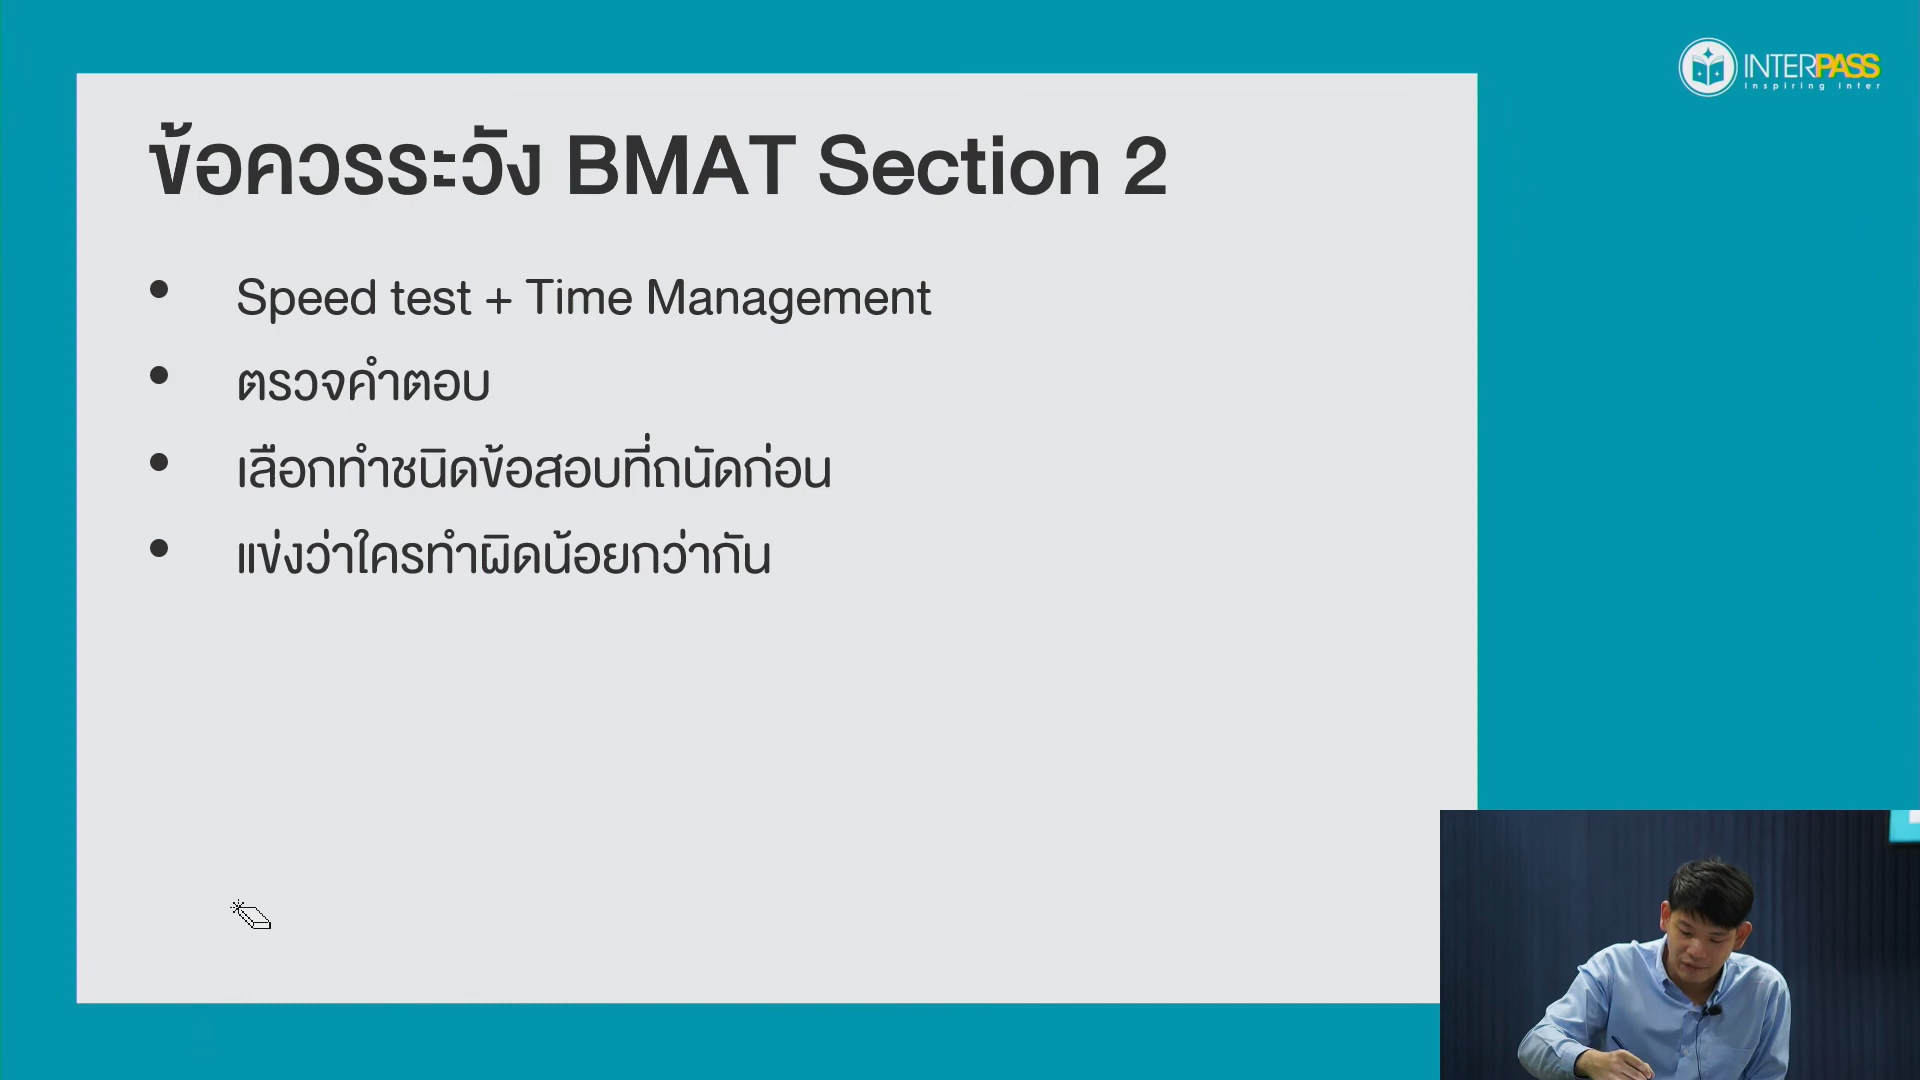 INTERPASS
Inspiring Inter
ข้อควรระวัง BMAT Section 2
• Speed test + Time Management
• ตรวจคำตอบ
• เลือกทำชนิดข้อสอบที่ถนัดก่อน
• แข่งว่าใครทำผิดน้อยกว่ากัน